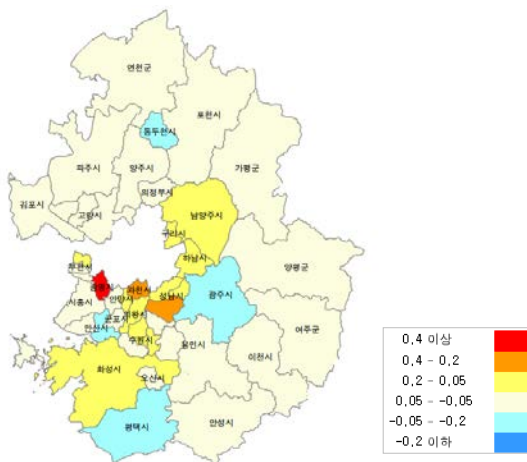 연천군
포천시
동두천시
파주시
양주시
가평군
의정부시
김포시
고양시
남양주시
구리시
하남시
부천시
양평군
광명시
과천시
성남시
시흥시
안양시
광주시
군포시
의왕시
안산시
여주군
수원시
용인시
이천시
화성시
오산시
평택시
안성시
0,4 이상
0,4 - 0,2
0,2 - 0,05
0,05 - -0,05
-0,05 - -0,2
-0,2 이하